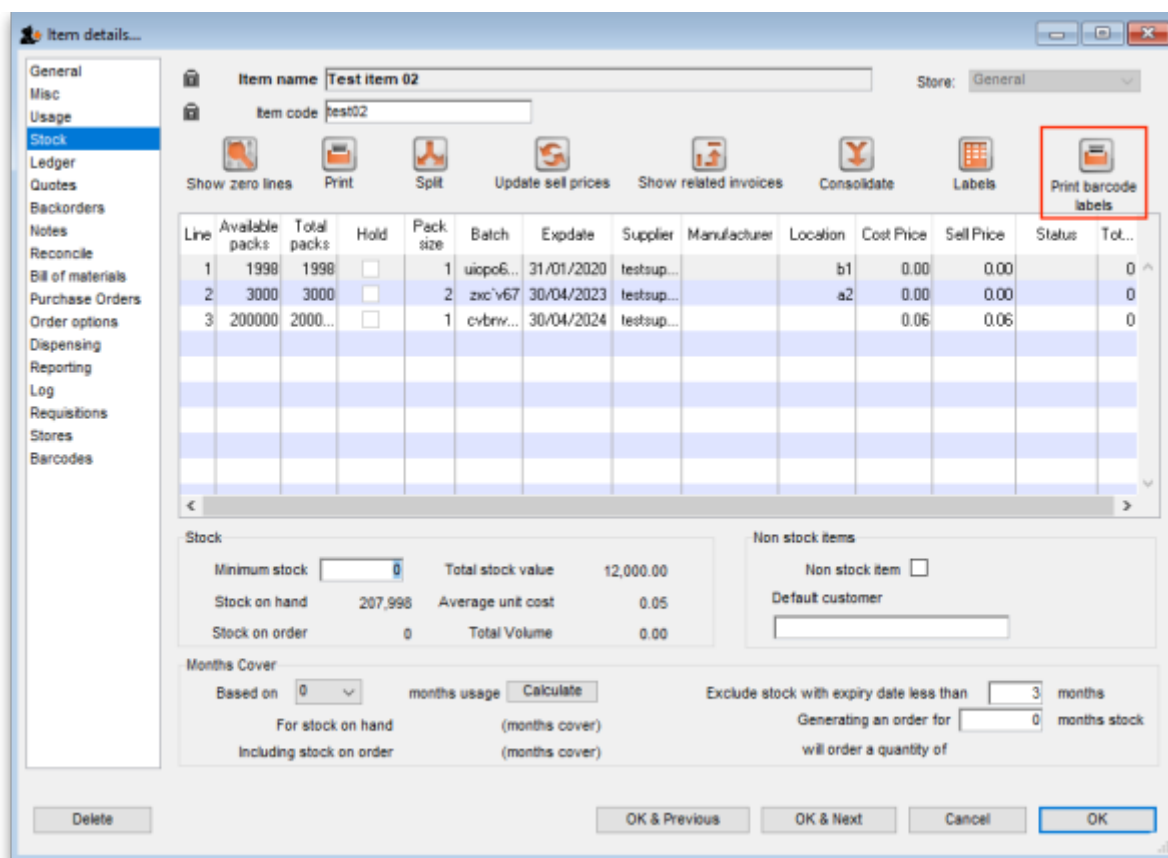 Item details...
General
Misc
Usage
Stock
Ledger
Quotes
Backorders
Notes
Reconcile
Bill of materials
Purchase Orders
Order options
Dispensing
Reporting
Log
Requisitions
Stores
Barcodes
Item name Test item 02 Store: General
Item code test02
Show zero lines Print Split Update sell prices Show related invoices Consolidate Labels Print barcode labels
Line Available packs Total packs Hold Pack size Batch Expdate Supplier Manufacturer Location Cost Price Sell Price Status Tot...
1 1998 1998 1 uiopo6... 31/01/2020 testsup... b1 0.00 0.00 0
2 3000 3000 2 zxc`v67 30/04/2023 testsup... a2 0.00 0.00 0
3 200000 2000... 1 cvbnv... 30/04/2024 testsup... 0.06 0.06 0
Stock Non stock items
Minimum stock 0 Total stock value 12,000.00 Non stock item
Stock on hand 207,998 Average unit cost 0.05 Default customer
Stock on order 0 Total Volume 0.00
Months Cover
Based on 0 months usage Calculate Exclude stock with expiry date less than 3 months
For stock on hand (months cover) Generating an order for 0 months stock
Including stock on order (months cover) will order a quantity of
Delete OK & Previous OK & Next Cancel OK